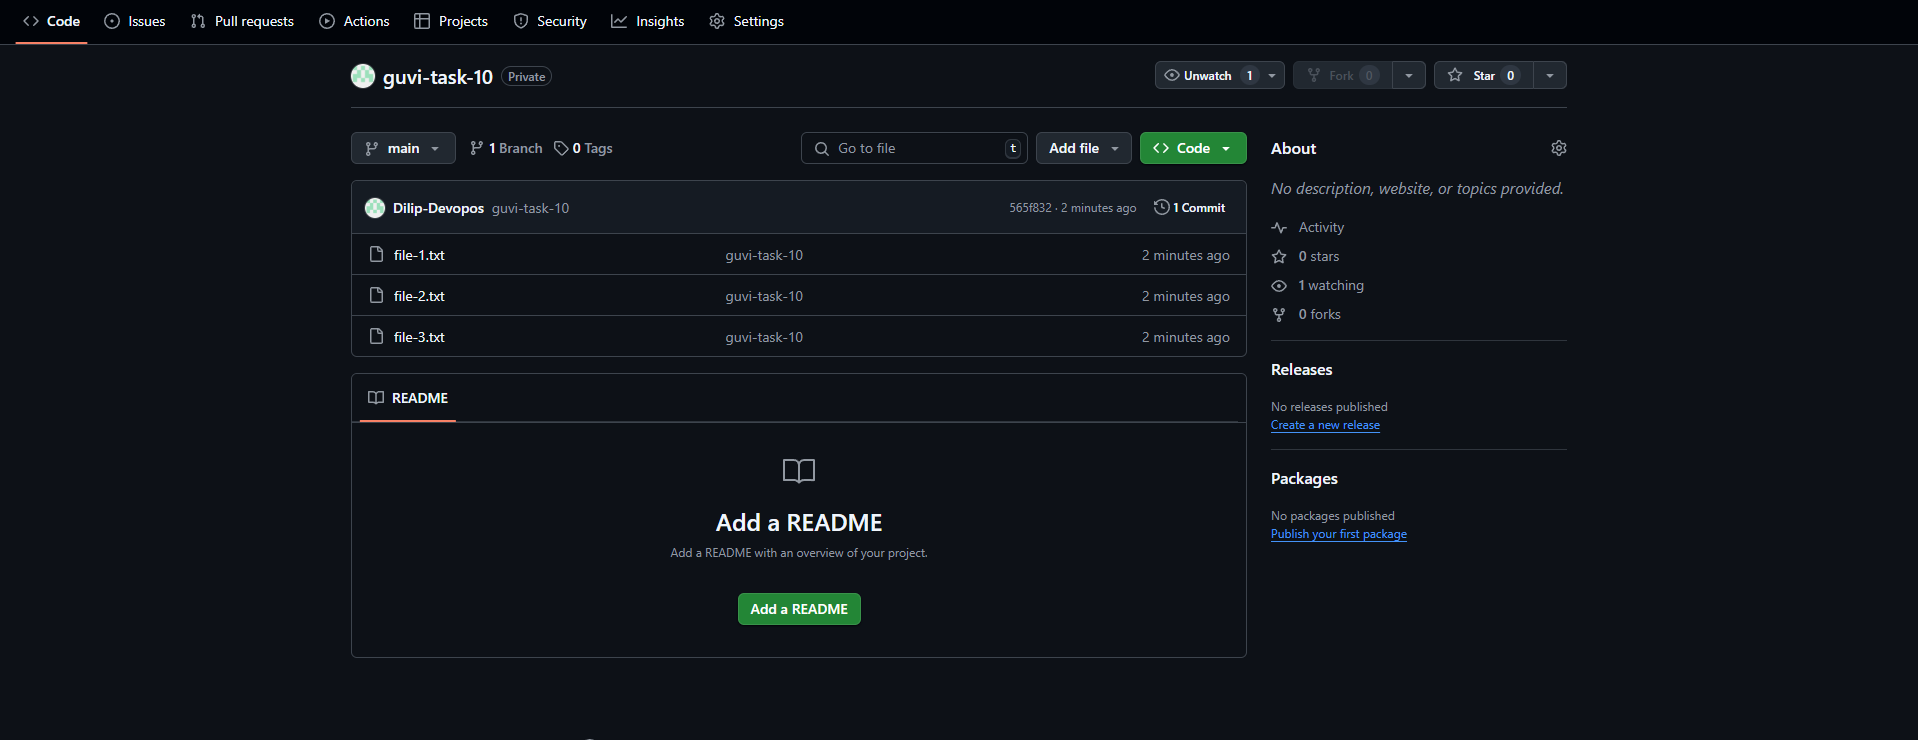 Code Issues Pull requests Actions Projects Security Insights Settings
guvi-task-10 Private
Unwatch 1 Fork 0 Star 0
main 1 Branch 0 Tags Go to file t Add file Code
Dilip-Devopos guvi-task-10 565f832 · 2 minutes ago 1 Commit
file-1.txt guvi-task-10 2 minutes ago
file-2.txt guvi-task-10 2 minutes ago
file-3.txt guvi-task-10 2 minutes ago
README
Add a README
Add a README with an overview of your project.
Add a README
About
No description, website, or topics provided.
Activity
0 stars
1 watching
0 forks
Releases
No releases published
Create a new release
Packages
No packages published
Publish your first package